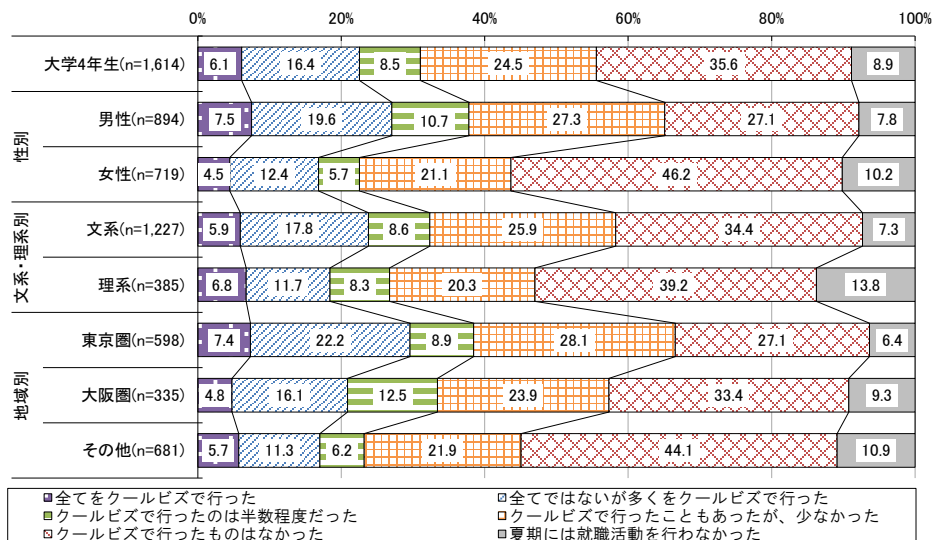 0% 20% 40% 60% 80% 100%
大学4年生(n=1,614) 6.1 16.4 8.5 24.5 35.6 8.9
性別
男性(n=894) 7.5 19.6 10.7 27.3 27.1 7.8
女性(n=719) 4.5 12.4 5.7 21.1 46.2 10.2
文系・理系別
文系(n=1,227) 5.9 17.8 8.6 25.9 34.4 7.3
理系(n=385) 6.8 11.7 8.3 20.3 39.2 13.8
地域別
東京圏(n=598) 7.4 22.2 8.9 28.1 27.1 6.4
大阪圏(n=335) 4.8 16.1 12.5 23.9 33.4 9.3
その他(n=681) 5.7 11.3 6.2 21.9 44.1 10.9
全てをクールビズで行った 全てではないが多くをクールビズで行った
クールビズで行ったのは半数程度だった クールビズで行ったこともあったが、少なかった
クールビズで行ったものはなかった 夏期には就職活動を行わなかった